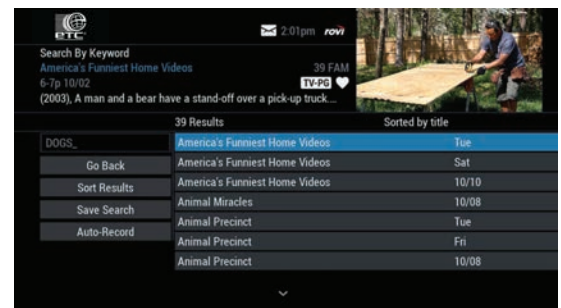 etc
2:01pm rovi
Search By Keyword
America's Funniest Home Videos 39 FAM
6-7p 10/02 TV-PG
(2003), A man and a bear have a stand-off over a pick-up truck...
39 Results Sorted by title
DOGS_
America's Funniest Home Videos Tue
Go Back
America's Funniest Home Videos Sat
Sort Results
America's Funniest Home Videos 10/10
Save Search
Animal Miracles 10/08
Auto-Record
Animal Precinct Tue
Animal Precinct Fri
Animal Precinct 10/08